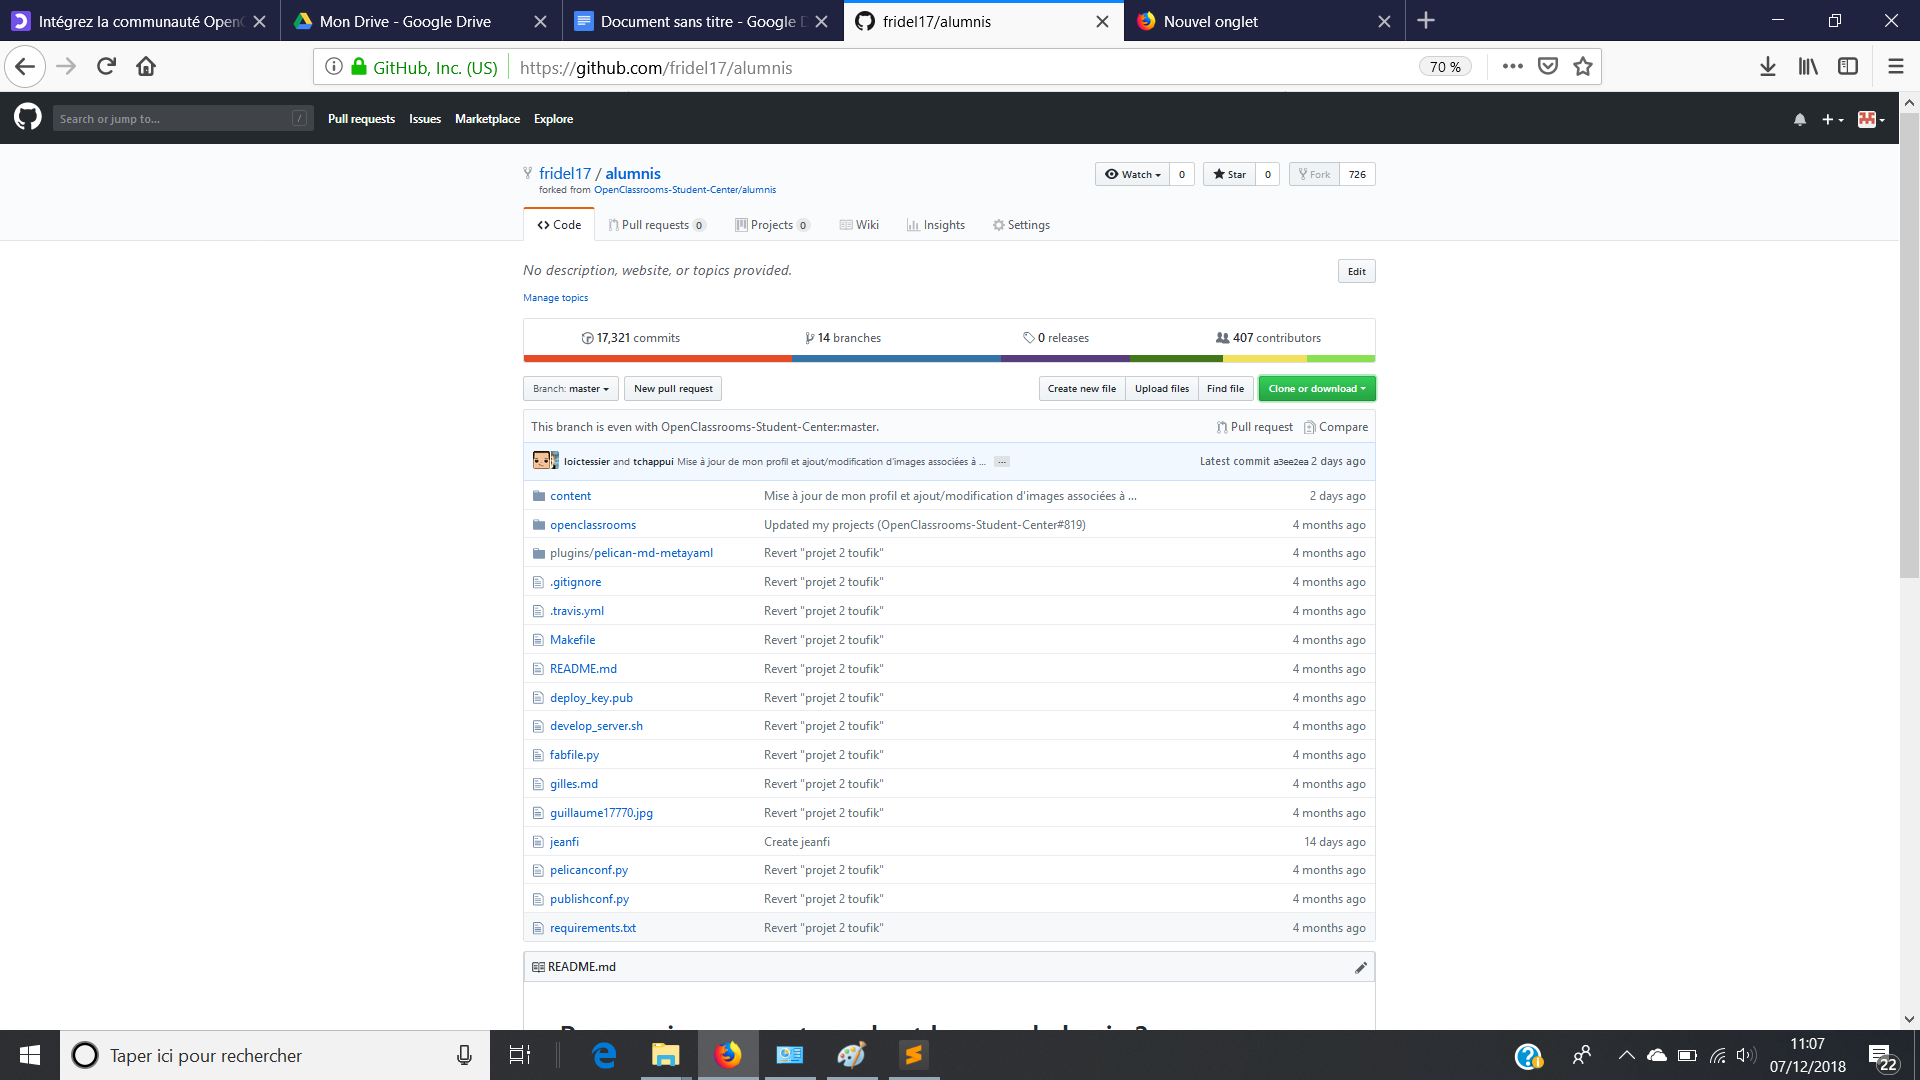 Intégrez la communauté Open
Mon Drive - Google Drive
Document sans titre - Google D
fridel17/alumnis
Nouvel onglet
GitHub, Inc. (US)
https://github.com/fridel17/alumnis
70 %
Search or jump to...
/
Pull requests
Issues
Marketplace
Explore
fridel17 / alumnis
forked from OpenClassrooms-Student-Center/alumnis
Watch 0
Star 0
Fork 726
Code
Pull requests 0
Projects 0
Wiki
Insights
Settings
No description, website, or topics provided.
Edit
Manage topics
17,321 commits
14 branches
0 releases
407 contributors
Branch: master
New pull request
Create new file
Upload files
Find file
Clone or download
This branch is even with OpenClassrooms-Student-Center:master.
Pull request
Compare
loictessier and tchappui Mise à jour de mon profil et ajout/modification d'images associées à ... ... Latest commit a3ee2ea 2 days ago
content Mise à jour de mon profil et ajout/modification d'images associées à ... 2 days ago
openclassrooms Updated my projects (OpenClassrooms-Student-Center#819) 4 months ago
plugins/pelican-md-metayaml Revert "projet 2 toufik" 4 months ago
.gitignore Revert "projet 2 toufik" 4 months ago
.travis.yml Revert "projet 2 toufik" 4 months ago
Makefile Revert "projet 2 toufik" 4 months ago
README.md Revert "projet 2 toufik" 4 months ago
deploy_key.pub Revert "projet 2 toufik" 4 months ago
develop_server.sh Revert "projet 2 toufik" 4 months ago
fabfile.py Revert "projet 2 toufik" 4 months ago
gilles.md Revert "projet 2 toufik" 4 months ago
guillaume17770.jpg Revert "projet 2 toufik" 4 months ago
jeanfi Create jeanfi 14 days ago
pelicanconf.py Revert "projet 2 toufik" 4 months ago
publishconf.py Revert "projet 2 toufik" 4 months ago
requirements.txt Revert "projet 2 toufik" 4 months ago
README.md
Taper ici pour rechercher
11:07
07/12/2018
22